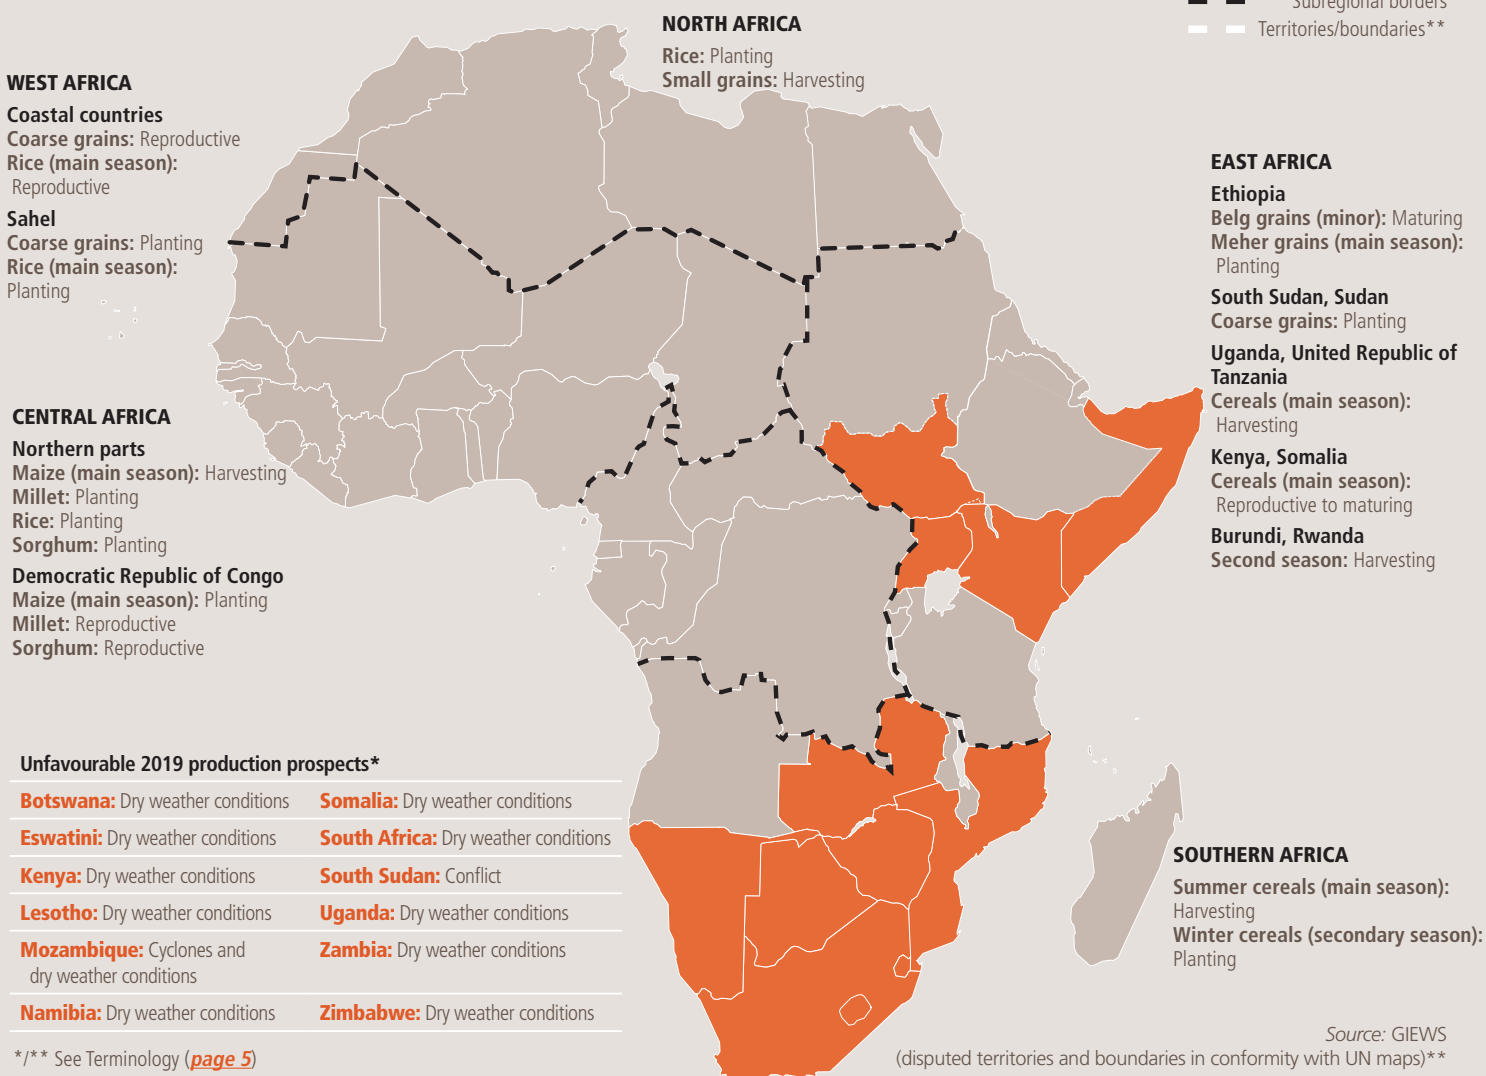 Subregional borders
Territories/boundaries**
NORTH AFRICA
Rice: Planting
Small grains: Harvesting
WEST AFRICA
Coastal countries
Coarse grains: Reproductive
Rice (main season):
Reproductive
Sahel
Coarse grains: Planting
Rice (main season):
Planting
CENTRAL AFRICA
Northern parts
Maize (main season): Harvesting
Millet: Planting
Rice: Planting
Sorghum: Planting
Democratic Republic of Congo
Maize (main season): Planting
Millet: Reproductive
Sorghum: Reproductive
EAST AFRICA
Ethiopia
Belg grains (minor): Maturing
Meher grains (main season):
Planting
South Sudan, Sudan
Coarse grains: Planting
Uganda, United Republic of
Tanzania
Cereals (main season):
Harvesting
Kenya, Somalia
Cereals (main season):
Reproductive to maturing
Burundi, Rwanda
Second season: Harvesting
SOUTHERN AFRICA
Summer cereals (main season):
Harvesting
Winter cereals (secondary season):
Planting
Unfavourable 2019 production prospects*
Botswana: Dry weather conditions
Somalia: Dry weather conditions
Eswatini: Dry weather conditions
South Africa: Dry weather conditions
Kenya: Dry weather conditions
South Sudan: Conflict
Lesotho: Dry weather conditions
Uganda: Dry weather conditions
Mozambique: Cyclones and
dry weather conditions
Zambia: Dry weather conditions
Namibia: Dry weather conditions
Zimbabwe: Dry weather conditions
*/** See Terminology (page 5)
Source: GIEWS
(disputed territories and boundaries in conformity with UN maps)**